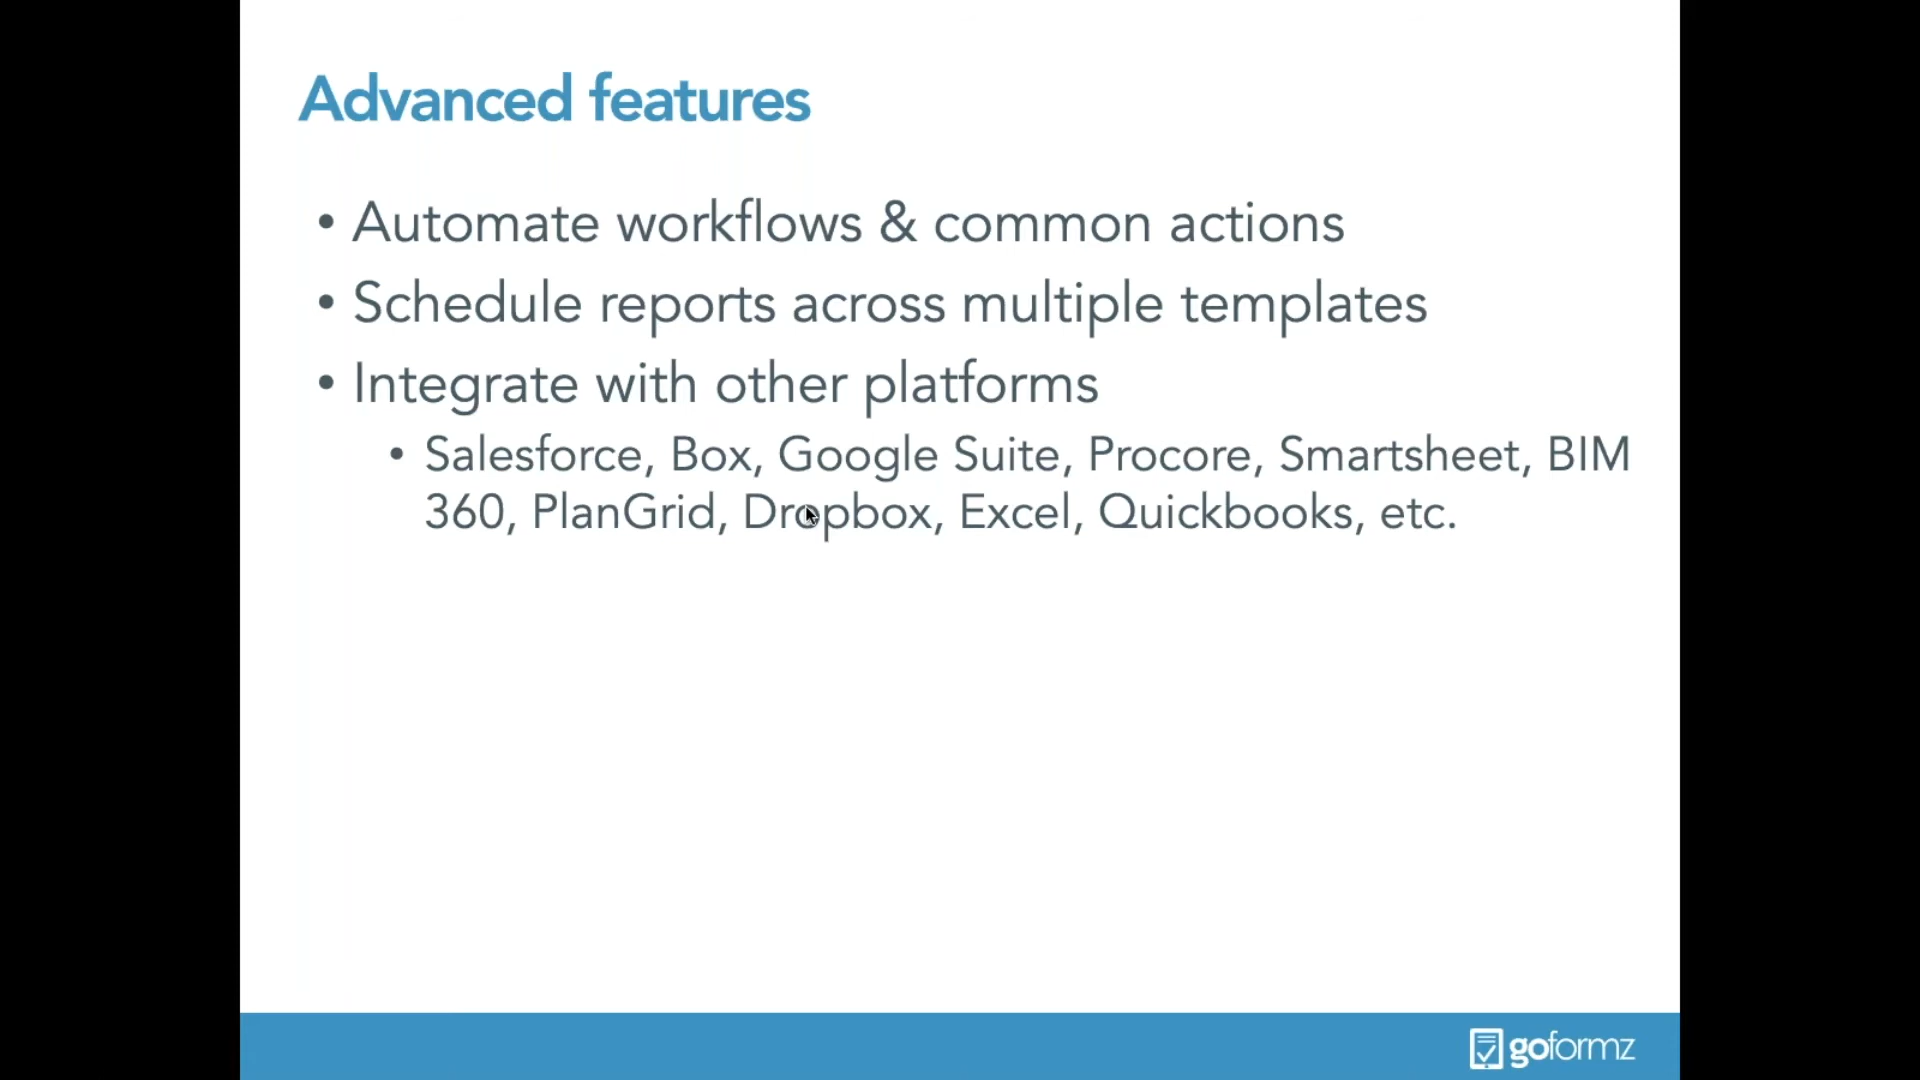 Advanced features
• Automate workflows & common actions
• Schedule reports across multiple templates
• Integrate with other platforms
• Salesforce, Box, Google Suite, Procore, Smartsheet, BIM
360, PlanGrid, Dropbox, Excel, Quickbooks, etc.
goformz